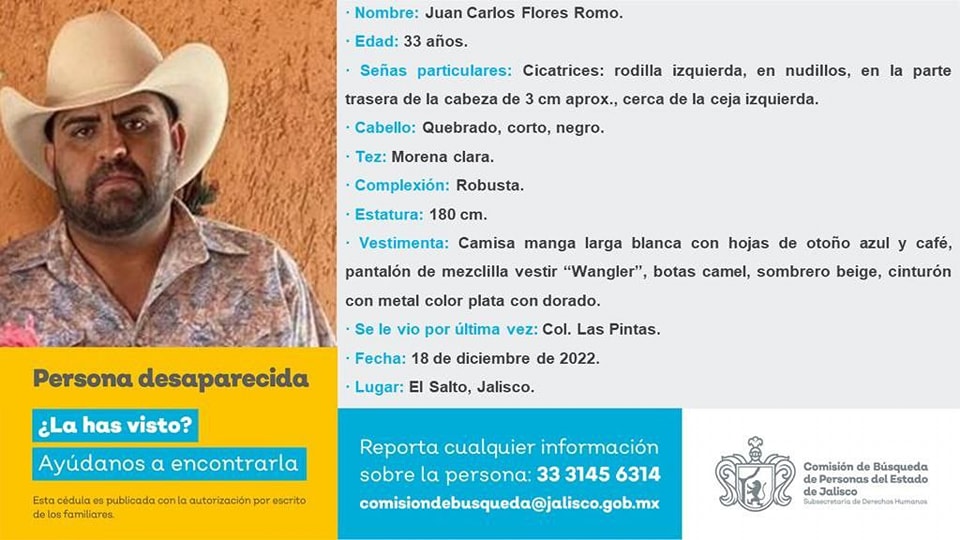 · Nombre: Juan Carlos Flores Romo.
· Edad: 33 años.
· Señas particulares: Cicatrices: rodilla izquierda, en nudillos, en la parte
trasera de la cabeza de 3 cm aprox., cerca de la ceja izquierda.
· Cabello: Quebrado, corto, negro.
· Tez: Morena clara.
· Complexión: Robusta.
· Estatura: 180 cm.
· Vestimenta: Camisa manga larga blanca con hojas de otoño azul y café,
pantalón de mezclilla vestir “Wangler”, botas camel, sombrero beige, cinturón
con metal color plata con dorado.
· Se le vio por última vez: Col. Las Pintas.
· Fecha: 18 de diciembre de 2022.
· Lugar: El Salto, Jalisco.
Persona desaparecida
¿La has visto?
Ayúdanos a encontrarla
Esta cédula es publicada con la autorización por escrito
de los familiares.
Reporta cualquier información
sobre la persona: 33 3145 6314
comisiondebusqueda@jalisco.gob.mx
Comisión de Búsqueda
de Personas del Estado
de Jalisco
Subsecretaría de Derechos Humanos